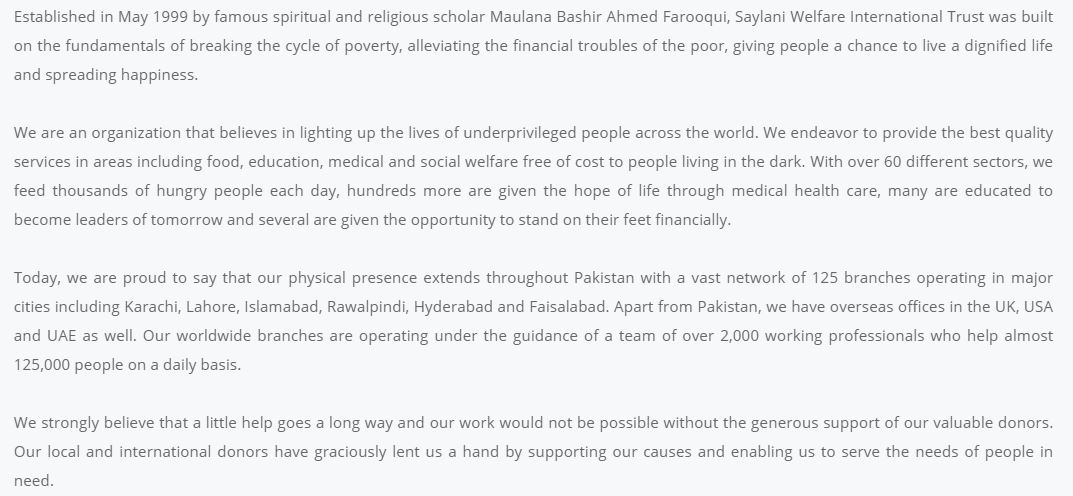 Established in May 1999 by famous spiritual and religious scholar Maulana Bashir Ahmed Farooqui, Saylani Welfare International Trust was built
on the fundamentals of breaking the cycle of poverty, alleviating the financial troubles of the poor, giving people a chance to live a dignified life
and spreading happiness.
We are an organization that believes in lighting up the lives of underprivileged people across the world. We endeavor to provide the best quality
services in areas including food, education, medical and social welfare free of cost to people living in the dark. With over 60 different sectors, we
feed thousands of hungry people each day, hundreds more are given the hope of life through medical health care, many are educated to
become leaders of tomorrow and several are given the opportunity to stand on their feet financially.
Today, we are proud to say that our physical presence extends throughout Pakistan with a vast network of 125 branches operating in major
cities including Karachi, Lahore, Islamabad, Rawalpindi, Hyderabad and Faisalabad. Apart from Pakistan, we have overseas offices in the UK, USA
and UAE as well. Our worldwide branches are operating under the guidance of a team of over 2,000 working professionals who help almost
125,000 people on a daily basis.
We strongly believe that a little help goes a long way and our work would not be possible without the generous support of our valuable donors.
Our local and international donors have graciously lent us a hand by supporting our causes and enabling us to serve the needs of people in
need.